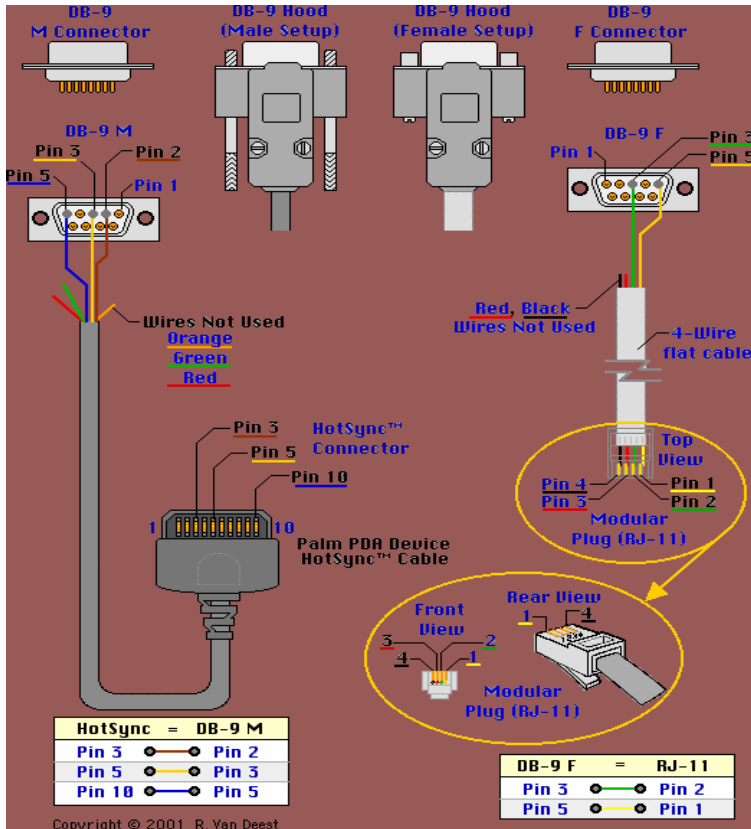 DB-9
M Connector
DB-9 Hood
(Male Setup)
DB-9 Hood
(Female Setup)
DB-9
F Connector
DB-9 M
Pin 3
Pin 2
Pin 5
Pin 1
DB-9 F
Pin 1
Pin 3
Pin 5
Wires Not Used
Orange
Green
Red
Red, Black
Wires Not Used
4-Wire
flat cable
Pin 3
Pin 5
Pin 10
HotSync™
Connector
1
10
Palm PDA Device
HotSync™ Cable
Top
View
Pin 4
Pin 3
Pin 1
Pin 2
Modular
Plug (RJ-11)
Front
View
3
2
4
1
Rear View
1
4
Modular
Plug (RJ-11)
HotSync = DB-9 M
Pin 3 Pin 2
Pin 5 Pin 3
Pin 10 Pin 5
DB-9 F = RJ-11
Pin 3 Pin 2
Pin 5 Pin 1
Copyright © 2001 R. Van Deest